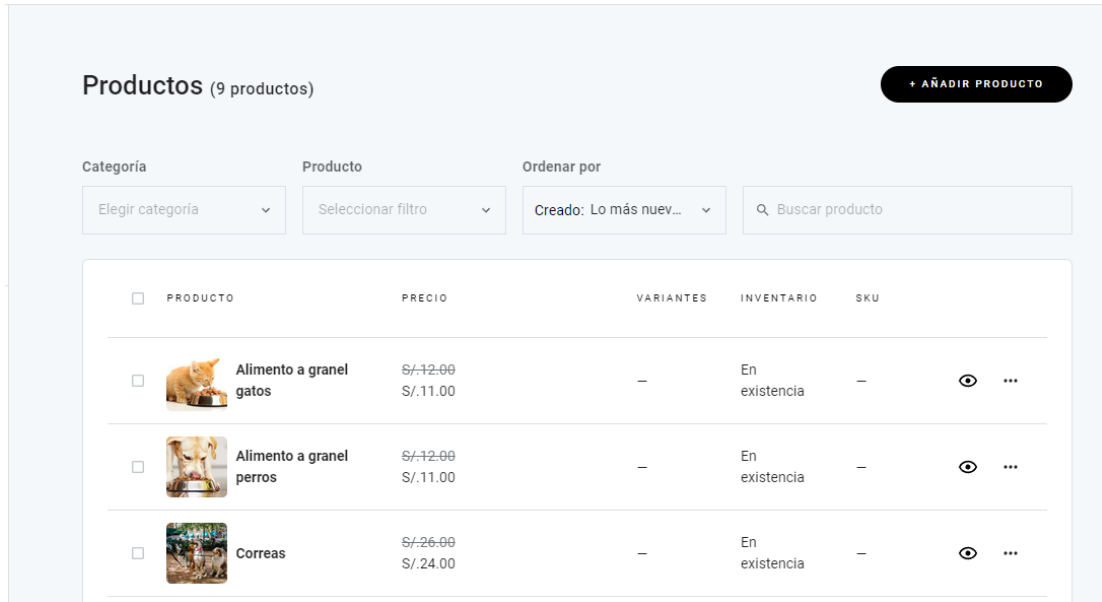 Productos (9 productos)
+ AÑADIR PRODUCTO
Categoría
Producto
Ordenar por
Elegir categoría
Seleccionar filtro
Creado: Lo más nuev...
Buscar producto
PRODUCTO PRECIO VARIANTES INVENTARIO SKU
Alimento a granel
gatos
S/.12.00
S/.11.00
—
En
existencia
—
Alimento a granel
perros
S/.12.00
S/.11.00
—
En
existencia
—
Correas
S/.26.00
S/.24.00
—
En
existencia
—